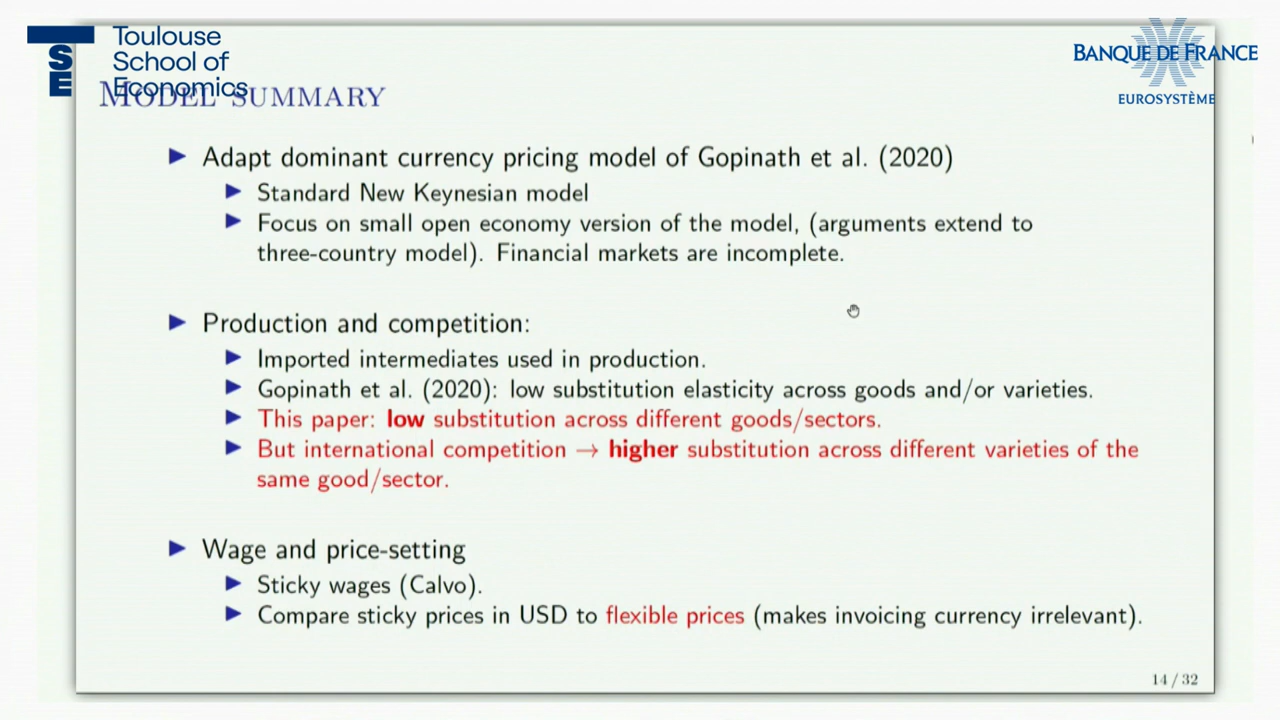 TSE
Toulouse
School of
Economics
BANQUE DE FRANCE
EUROSYSTÈME
MODEL SUMMARY
Adapt dominant currency pricing model of Gopinath et al. (2020)
Standard New Keynesian model
Focus on small open economy version of the model, (arguments extend to
three-country model). Financial markets are incomplete.
Production and competition:
Imported intermediates used in production.
Gopinath et al. (2020): low substitution elasticity across goods and/or varieties.
This paper: low substitution across different goods/sectors.
But international competition → higher substitution across different varieties of the
same good/sector.
Wage and price-setting
Sticky wages (Calvo).
Compare sticky prices in USD to flexible prices (makes invoicing currency irrelevant).
14 / 32